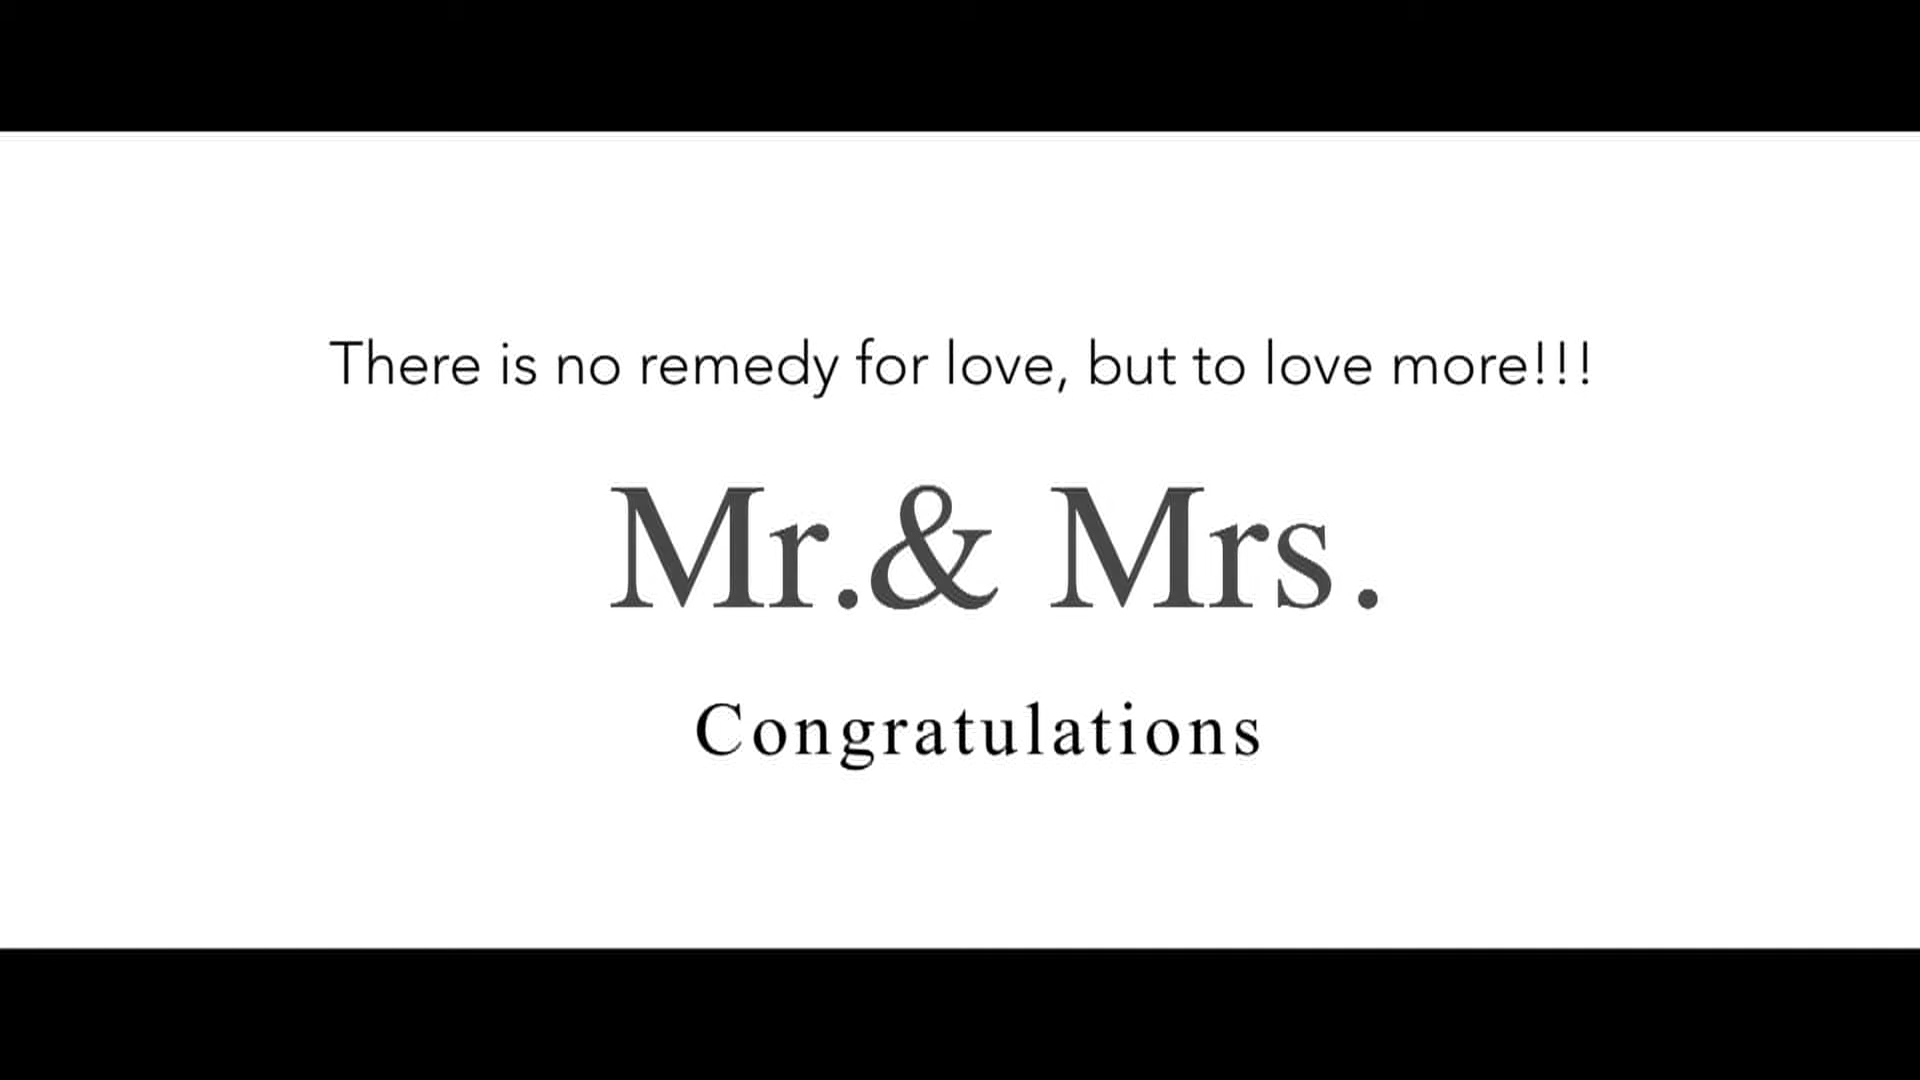 There is no remedy for love, but to love more!!!
Mr.& Mrs.
Congratulations